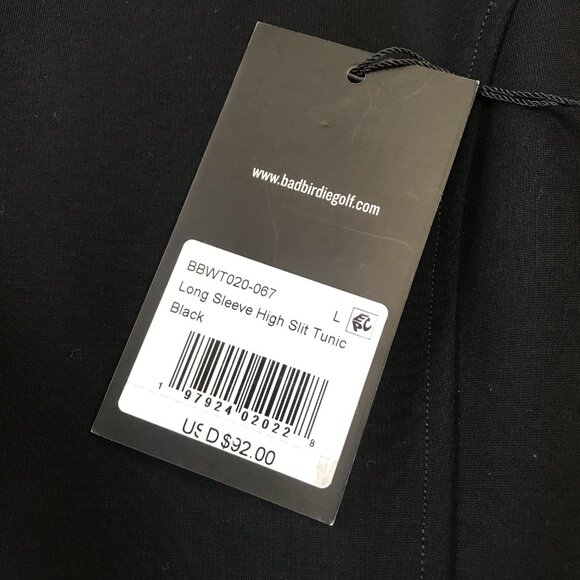 www.badbirdiegolf.com
BBWT020-067
Long Sleeve High Slit Tunic L
Black
1 97924 02022 8
USD $92.00